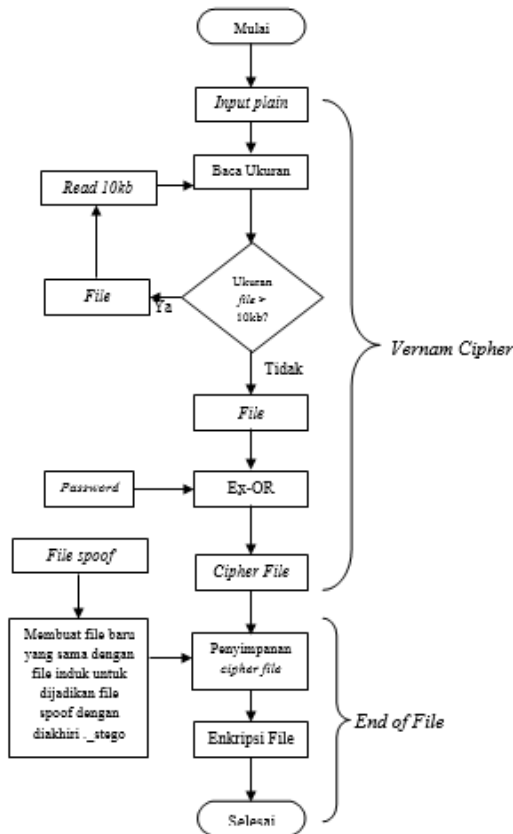 Mulai
Input plain
Baca Ukuran
Read 10kb
Ukuran
file >
10kb?
File
Ya
Tidak
Vernam Cipher
File
Password
Ex-OR
File spoof
Cipher File
Membuat file baru
yang sama dengan
file induk untuk
dijadikan file
spoof dengan
diakhiri ._stego
Penyimpanan
cipher file
End of File
Enkripsi File
Selesai